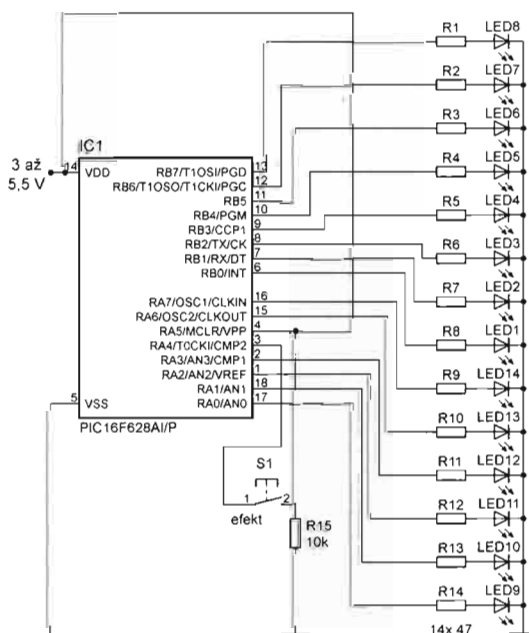 R1 LED8
R2 LED7
R3 LED6
R4 LED5
R5 LED4
R6 LED3
R7 LED2
R8 LED1
R9 LED14
R10 LED13
R11 LED12
R12 LED11
R13 LED10
R14 LED9
14x 47
IC1
3 až
5,5 V
14 VDD
5 VSS
RB7/T1OSI/PGD 13
RB6/T1OSO/T1CKI/PGC 12
RB5 11
RB4/PGM 10
RB3/CCP1 9
RB2/TX/CK 8
RB1/RX/DT 7
RB0/INT 6
RA7/OSC1/CLKIN 16
RA6/OSC2/CLKOUT 15
RA5/MCLR/VPP 4
RA4/T0CKI/CMP2 3
RA3/AN3/CMP1 2
RA2/AN2/VREF 1
RA1/AN1 18
RA0/AN0 17
PIC16F628AI/P
S1
1 2
efekt
R15
10k